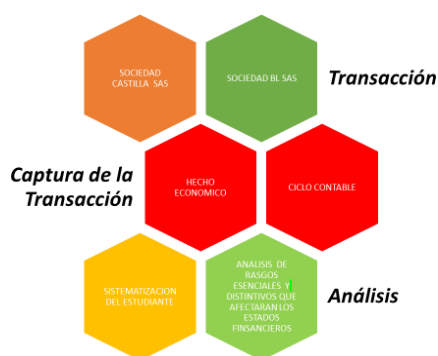 SOCIEDAD
CASTILLA SAS
SOCIEDAD BL SAS
Transacción
Captura de la
Transacción
HECHO
ECONOMICO
CICLO CONTABLE
SISTEMATIZACION
DEL ESTUDIANTE
ANALISIS DE
RASGOS
ESENCIALES Y
DISTINTIVOS QUE
AFECTARAN LOS
ESTADOS
FINSANCIEROS
Análisis